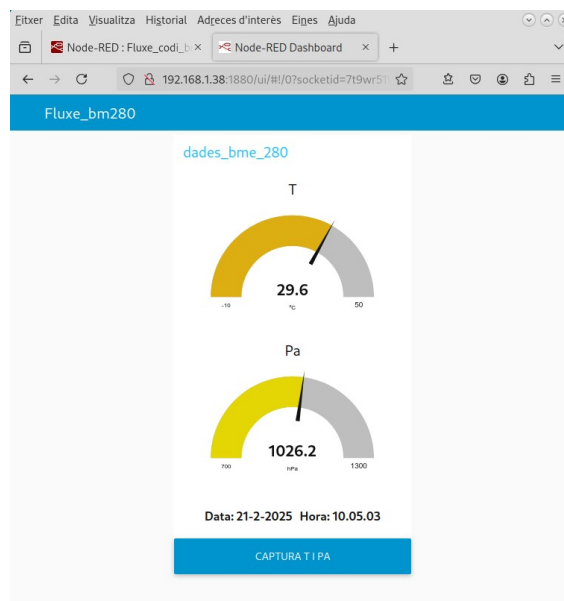 Fitxer Edita Visualitza Historial Adreces d'interès Eines Ajuda
Node-RED : Fluxe_codi_b × Node-RED Dashboard × +
192.168.1.38:1880/ui/#!/0?socketid=7t9wr5
Fluxe_bm280
dades_bme_280
T
29.6
-10 °C 50
Pa
1026.2
700 hPa 1300
Data: 21-2-2025 Hora: 10.05.03
CAPTURA T I PA